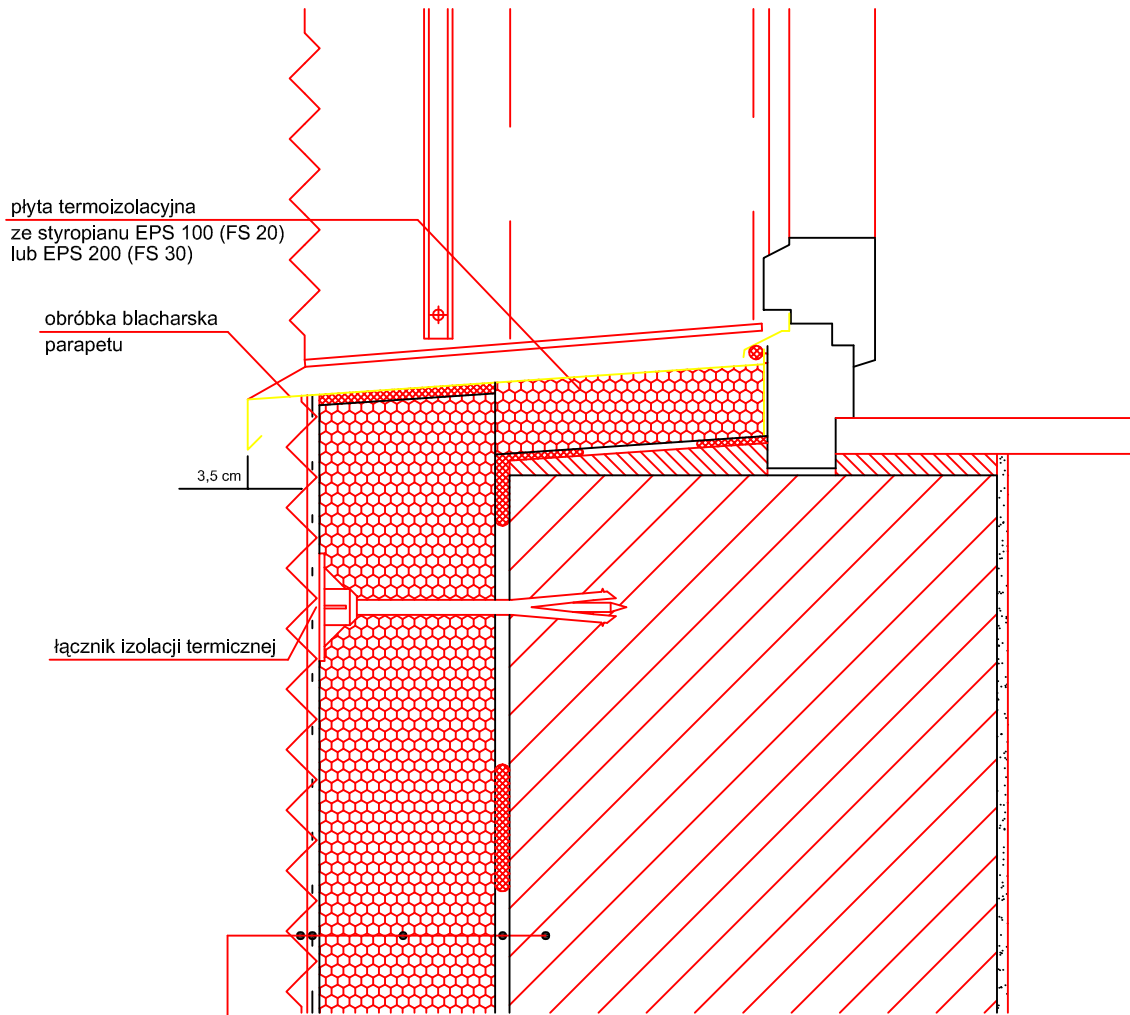 płyta termoizolacyjna
ze styropianu EPS 100 (FS 20)
lub EPS 200 (FS 30)
obróbka blacharska
parapetu
3,5 cm
łącznik izolacji termicznej